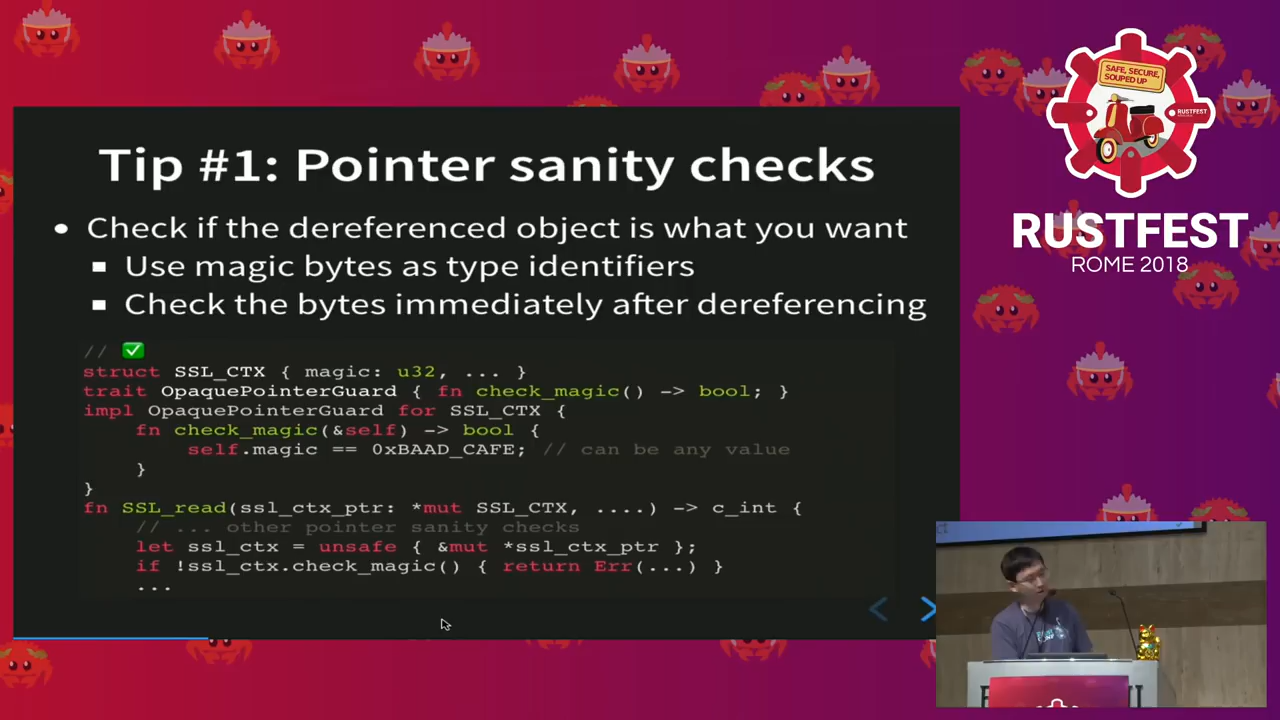 Tip #1: Pointer sanity checks
• Check if the dereferenced object is what you want
▪ Use magic bytes as type identifiers
▪ Check the bytes immediately after dereferencing
// ✅
struct SSL_CTX { magic: u32, ... }
trait OpaquePointerGuard { fn check_magic() -> bool; }
impl OpaquePointerGuard for SSL_CTX {
    fn check_magic(&self) -> bool {
        self.magic == 0xBAAD_CAFE; // can be any value
    }
}
fn SSL_read(ssl_ctx_ptr: *mut SSL_CTX, ....) -> c_int {
    // ... other pointer sanity checks
    let ssl_ctx = unsafe { &mut *ssl_ctx_ptr };
    if !ssl_ctx.check_magic() { return Err(...) }
    ...
SAFE, SECURE,
SOUPED UP
RUSTFEST
RUSTFEST
ROME 2018